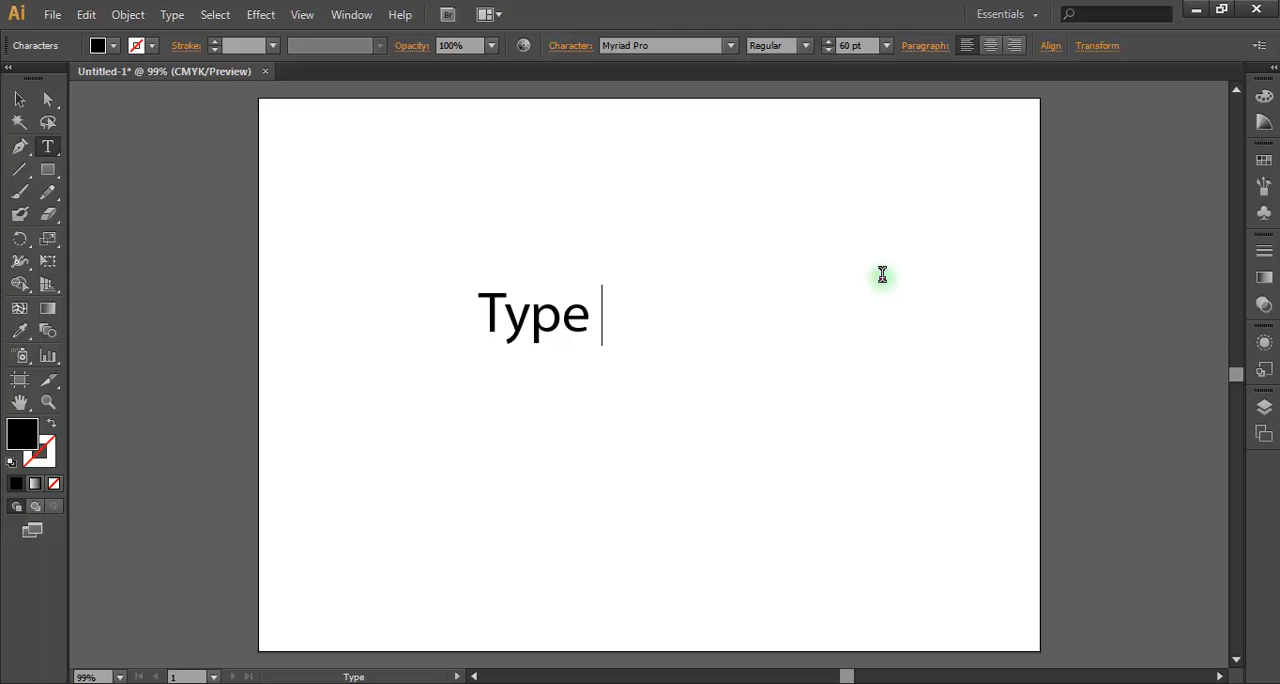 Ai File Edit Object Type Select Effect View Window Help Br Essentials
Characters Stroke: Opacity: 100% Character: Myriad Pro Regular 60 pt Paragraph: Align Transform
Untitled-1* @ 99% (CMYK/Preview) ×
T
Type
99% 1 Type